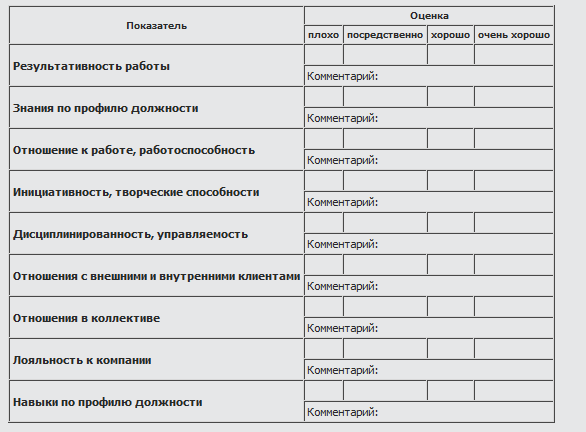 Показатель
Оценка
плохо посредственно хорошо очень хорошо
Результативность работы
Комментарий:
Знания по профилю должности
Комментарий:
Отношение к работе, работоспособность
Комментарий:
Инициативность, творческие способности
Комментарий:
Дисциплинированность, управляемость
Комментарий:
Отношения с внешними и внутренними клиентами
Комментарий:
Отношения в коллективе
Комментарий:
Лояльность к компании
Комментарий:
Навыки по профилю должности
Комментарий: